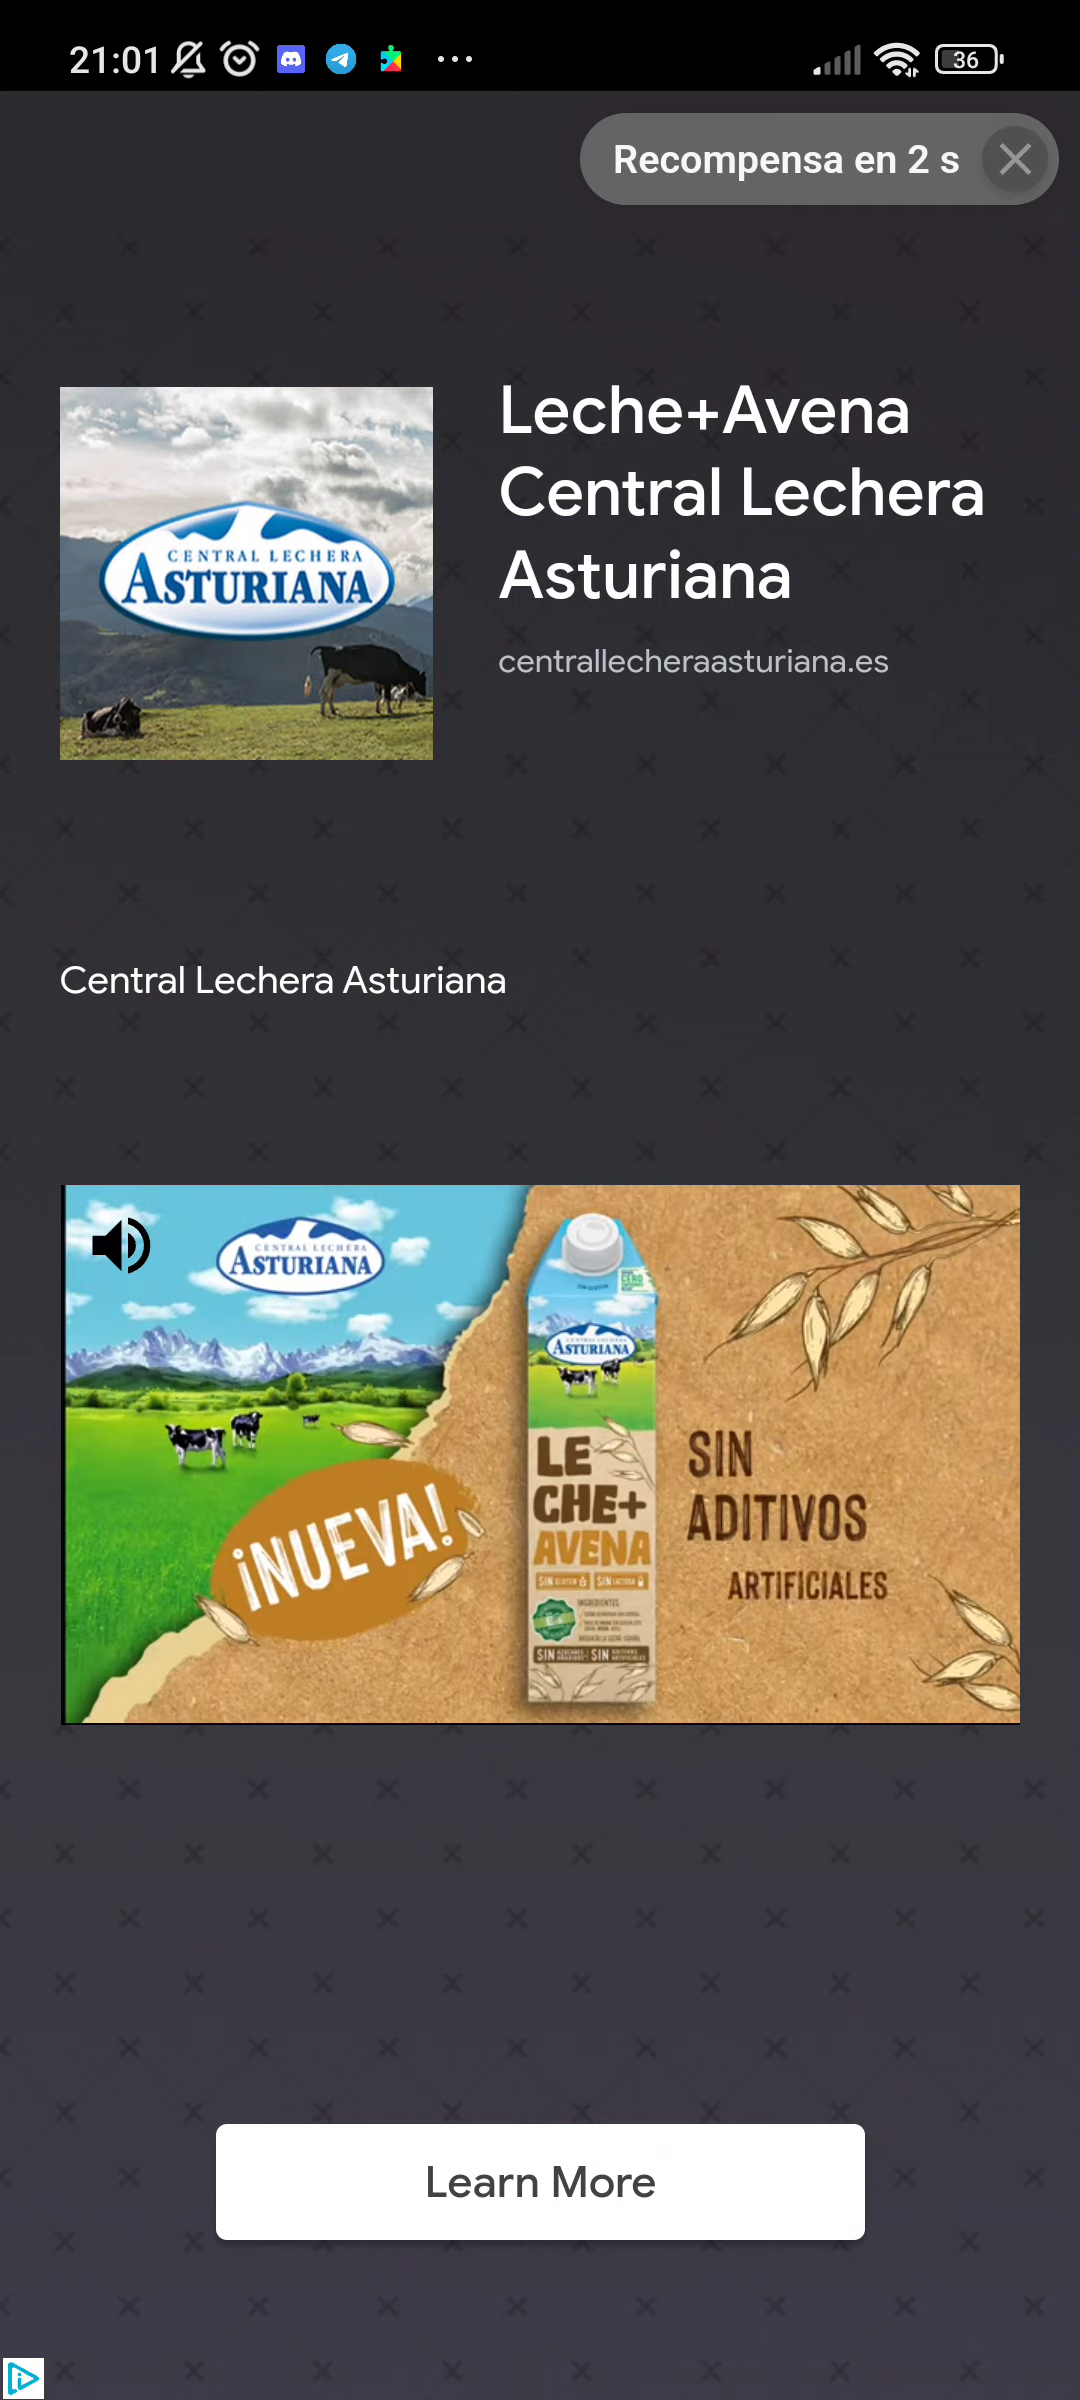 21:01
36
Recompensa en 2 s
CENTRAL LECHERA
ASTURIANA
Leche+Avena
Central Lechera
Asturiana
centrallecheraasturiana.es
Central Lechera Asturiana
CENTRAL LECHERA
ASTURIANA
¡NUEVA!
CENTRAL LECHERA
ASTURIANA
LE
CHE+
AVENA
SIN GLUTEN
SIN LACTOSA
INGREDIENTES
SIN AZÚCARES AÑADIDOS
SIN ADITIVOS ARTIFICIALES
SIN
ADITIVOS
ARTIFICIALES
Learn More